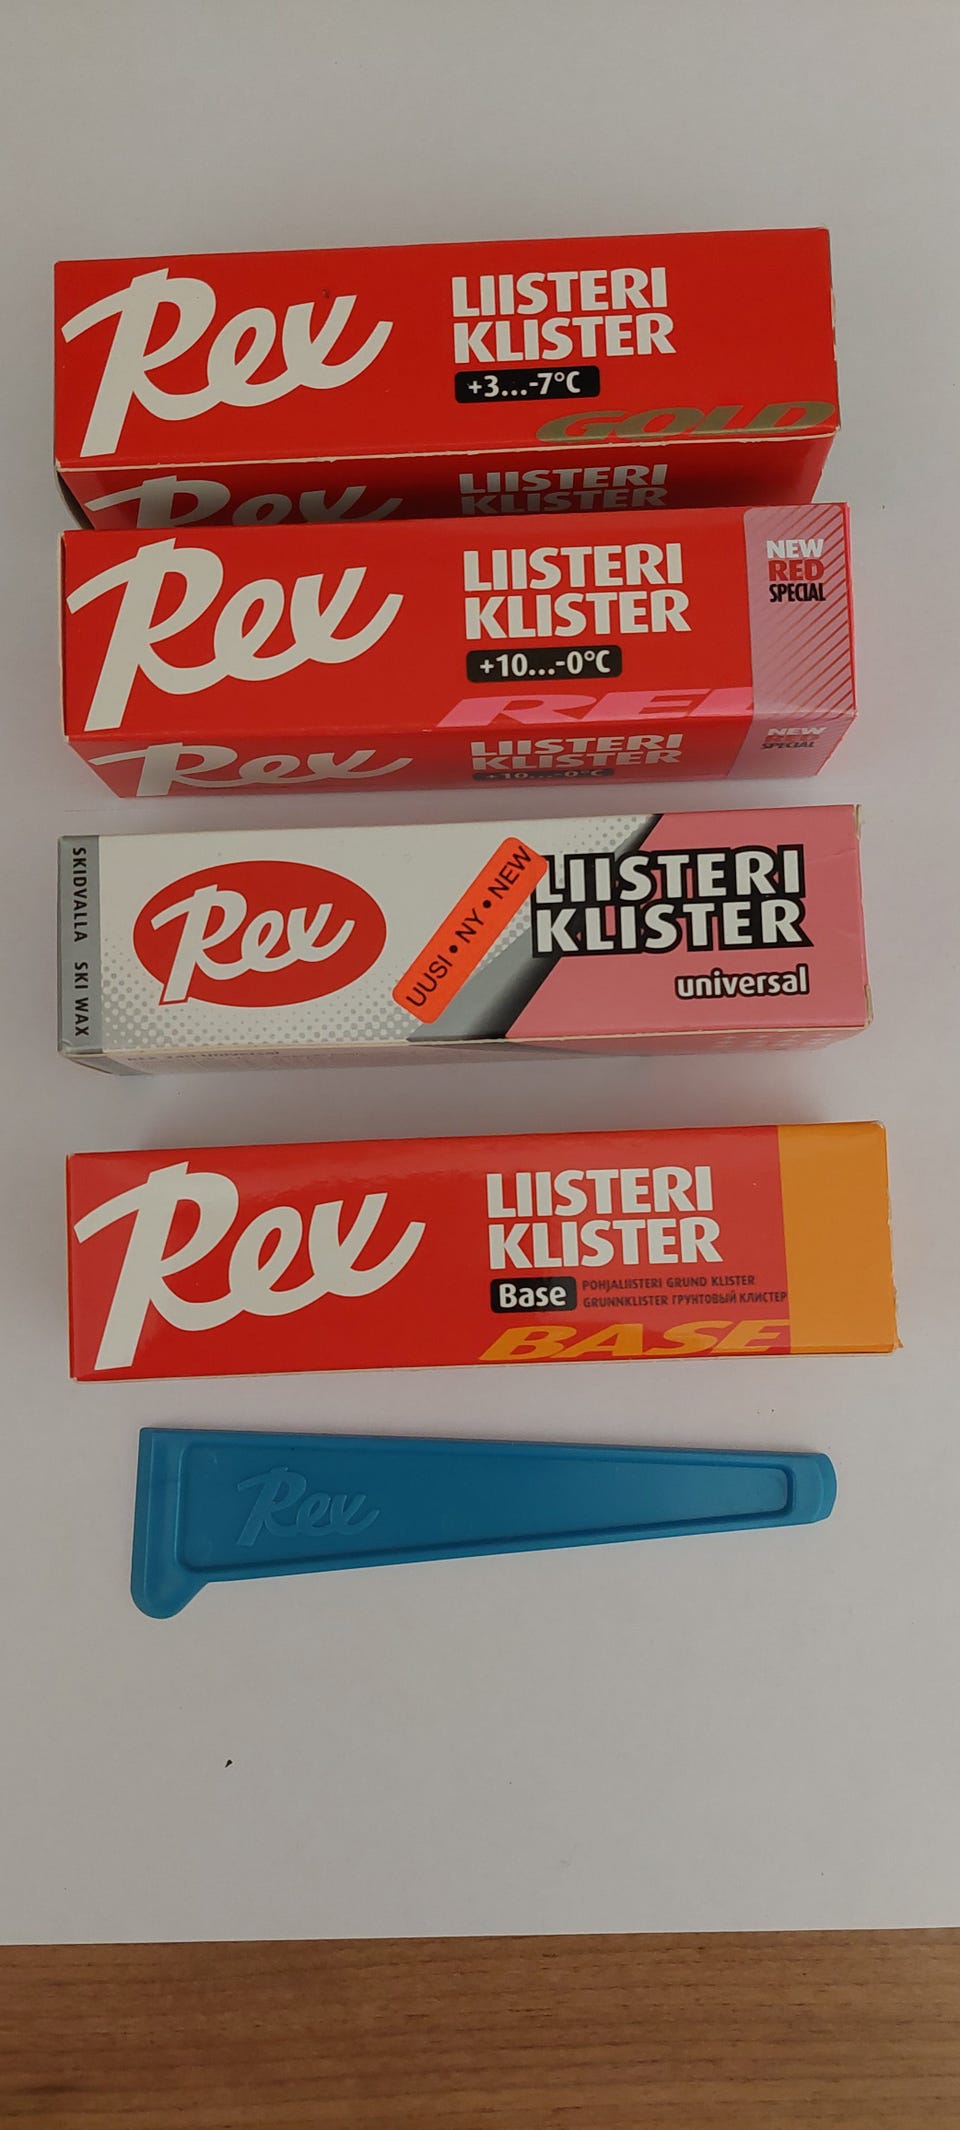 Rex
LIISTERI
KLISTER
+3...-7°C
GOLD
Rex
LIISTERI
KLISTER
Rex
LIISTERI
KLISTER
+10...-0°C
RED
NEW
RED
SPECIAL
Rex
LIISTERI
KLISTER
+10...-0°C
NEW
SPECIAL
SKIDVALLA SKI WAX
Rex
UUSI • NY • NEW
LIISTERI
KLISTER
universal
Rex
LIISTERI
KLISTER
Base
POHJALIISTERI GRUND KLISTER
GRUNNKLISTER ГРУНТОВЫЙ КЛИСТЕР
BASE
Rex